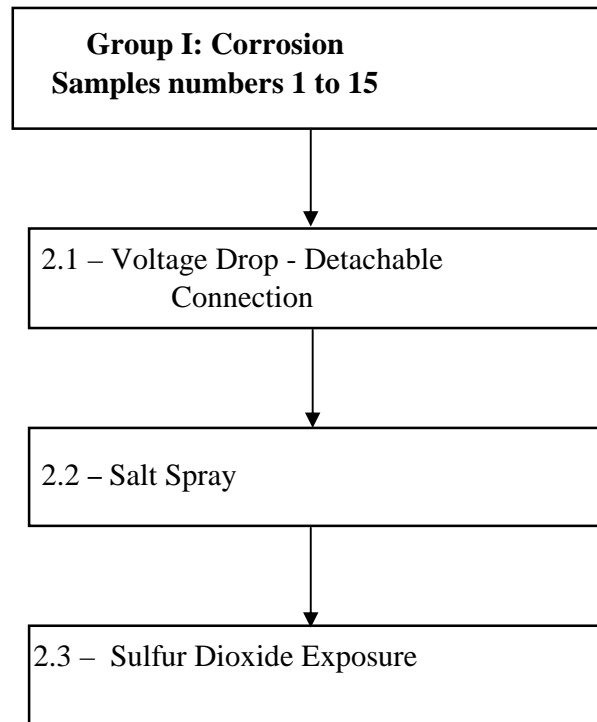 Group I: Corrosion
Samples numbers 1 to 15
2.1 – Voltage Drop - Detachable
Connection
2.2 – Salt Spray
2.3 – Sulfur Dioxide Exposure